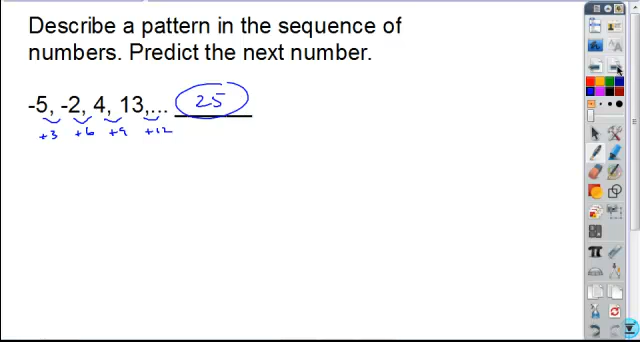 Describe a pattern in the sequence of
numbers. Predict the next number.
-5, -2, 4, 13,... 25
+3 +6 +9 +12